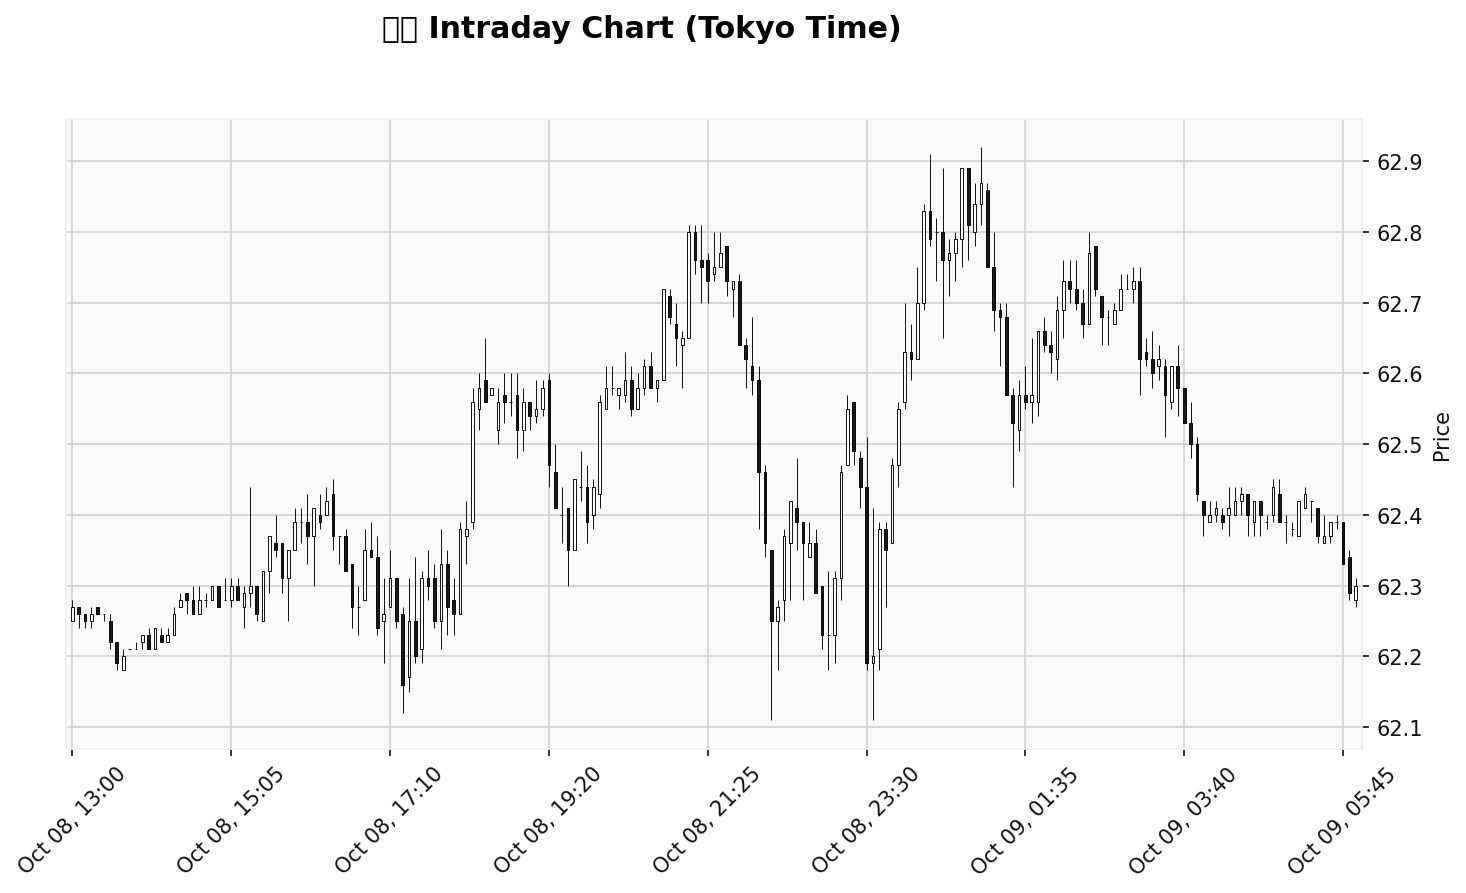 Intraday Chart (Tokyo Time)
62.9
62.8
62.7
62.6
62.5
62.4
62.3
62.2
62.1
Price
Oct 08, 13:00
Oct 08, 15:05
Oct 08, 17:10
Oct 08, 19:20
Oct 08, 21:25
Oct 08, 23:30
Oct 09, 01:35
Oct 09, 03:40
Oct 09, 05:45